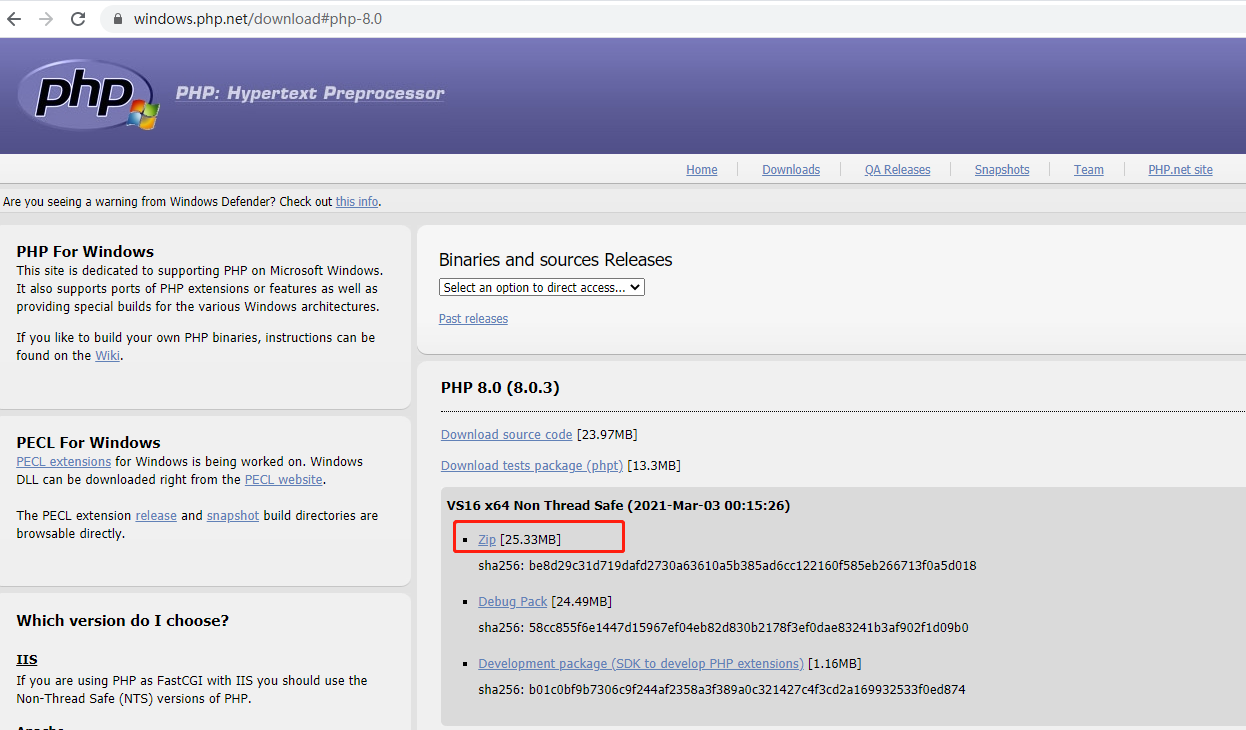 windows.php.net/download#php-8.0
php
PHP: Hypertext Preprocessor
Home
Downloads
QA Releases
Snapshots
Team
PHP.net site
Are you seeing a warning from Windows Defender? Check out this info.
PHP For Windows
This site is dedicated to supporting PHP on Microsoft Windows.
It also supports ports of PHP extensions or features as well as
providing special builds for the various Windows architectures.
If you like to build your own PHP binaries, instructions can be
found on the Wiki.
PECL For Windows
PECL extensions for Windows is being worked on. Windows
DLL can be downloaded right from the PECL website.
The PECL extension release and snapshot build directories are
browsable directly.
Which version do I choose?
IIS
If you are using PHP as FastCGI with IIS you should use the
Non-Thread Safe (NTS) versions of PHP.
Apache
Binaries and sources Releases
Select an option to direct access...
Past releases
PHP 8.0 (8.0.3)
Download source code [23.97MB]
Download tests package (phpt) [13.3MB]
VS16 x64 Non Thread Safe (2021-Mar-03 00:15:26)
Zip [25.33MB]
sha256: be8d29c31d719dafd2730a63610a5b385ad6cc122160f585eb266713f0a5d018
Debug Pack [24.49MB]
sha256: 58cc855f6e1447d15967ef04eb82d830b2178f3ef0dae83241b3af902f1d09b0
Development package (SDK to develop PHP extensions) [1.16MB]
sha256: b01c0bf9b7306c9f244af2358a3f389a0c321427c4f3cd2a169932533f0ed874